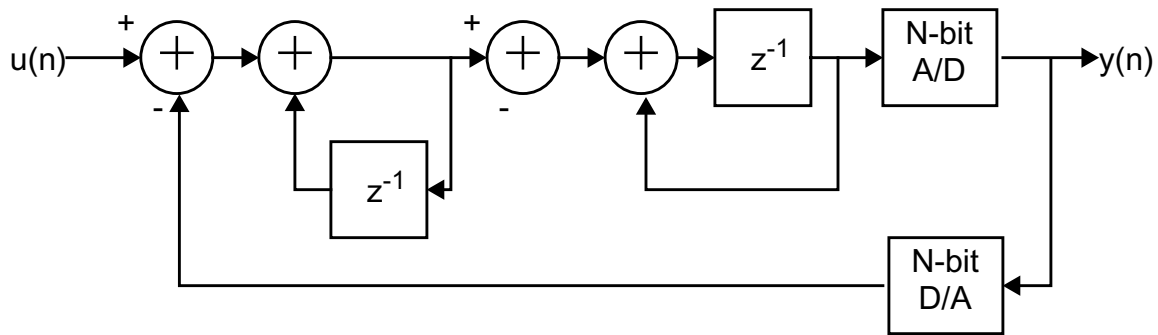 +
+
N-bit
A/D
u(n)
z⁻¹
y(n)
-
-
z⁻¹
N-bit
D/A